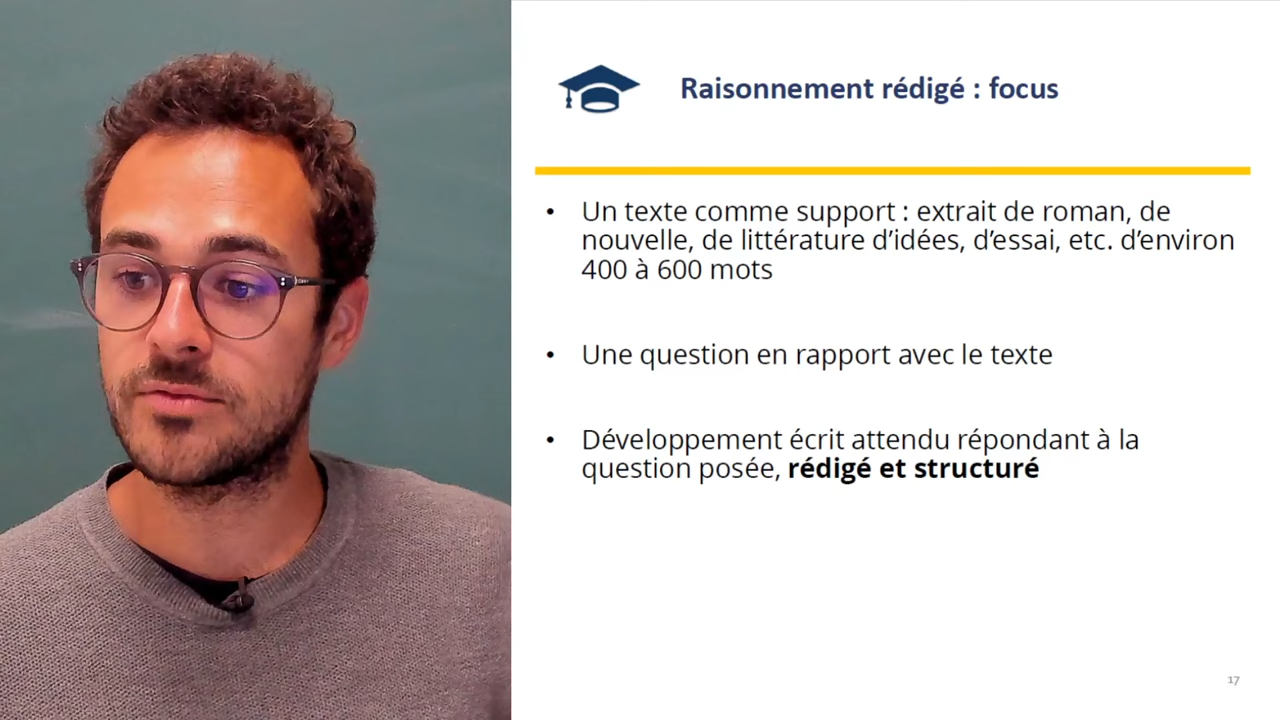 Raisonnement rédigé : focus
• Un texte comme support : extrait de roman, de
nouvelle, de littérature d’idées, d’essai, etc. d’environ
400 à 600 mots
• Une question en rapport avec le texte
• Développement écrit attendu répondant à la
question posée, rédigé et structuré
17